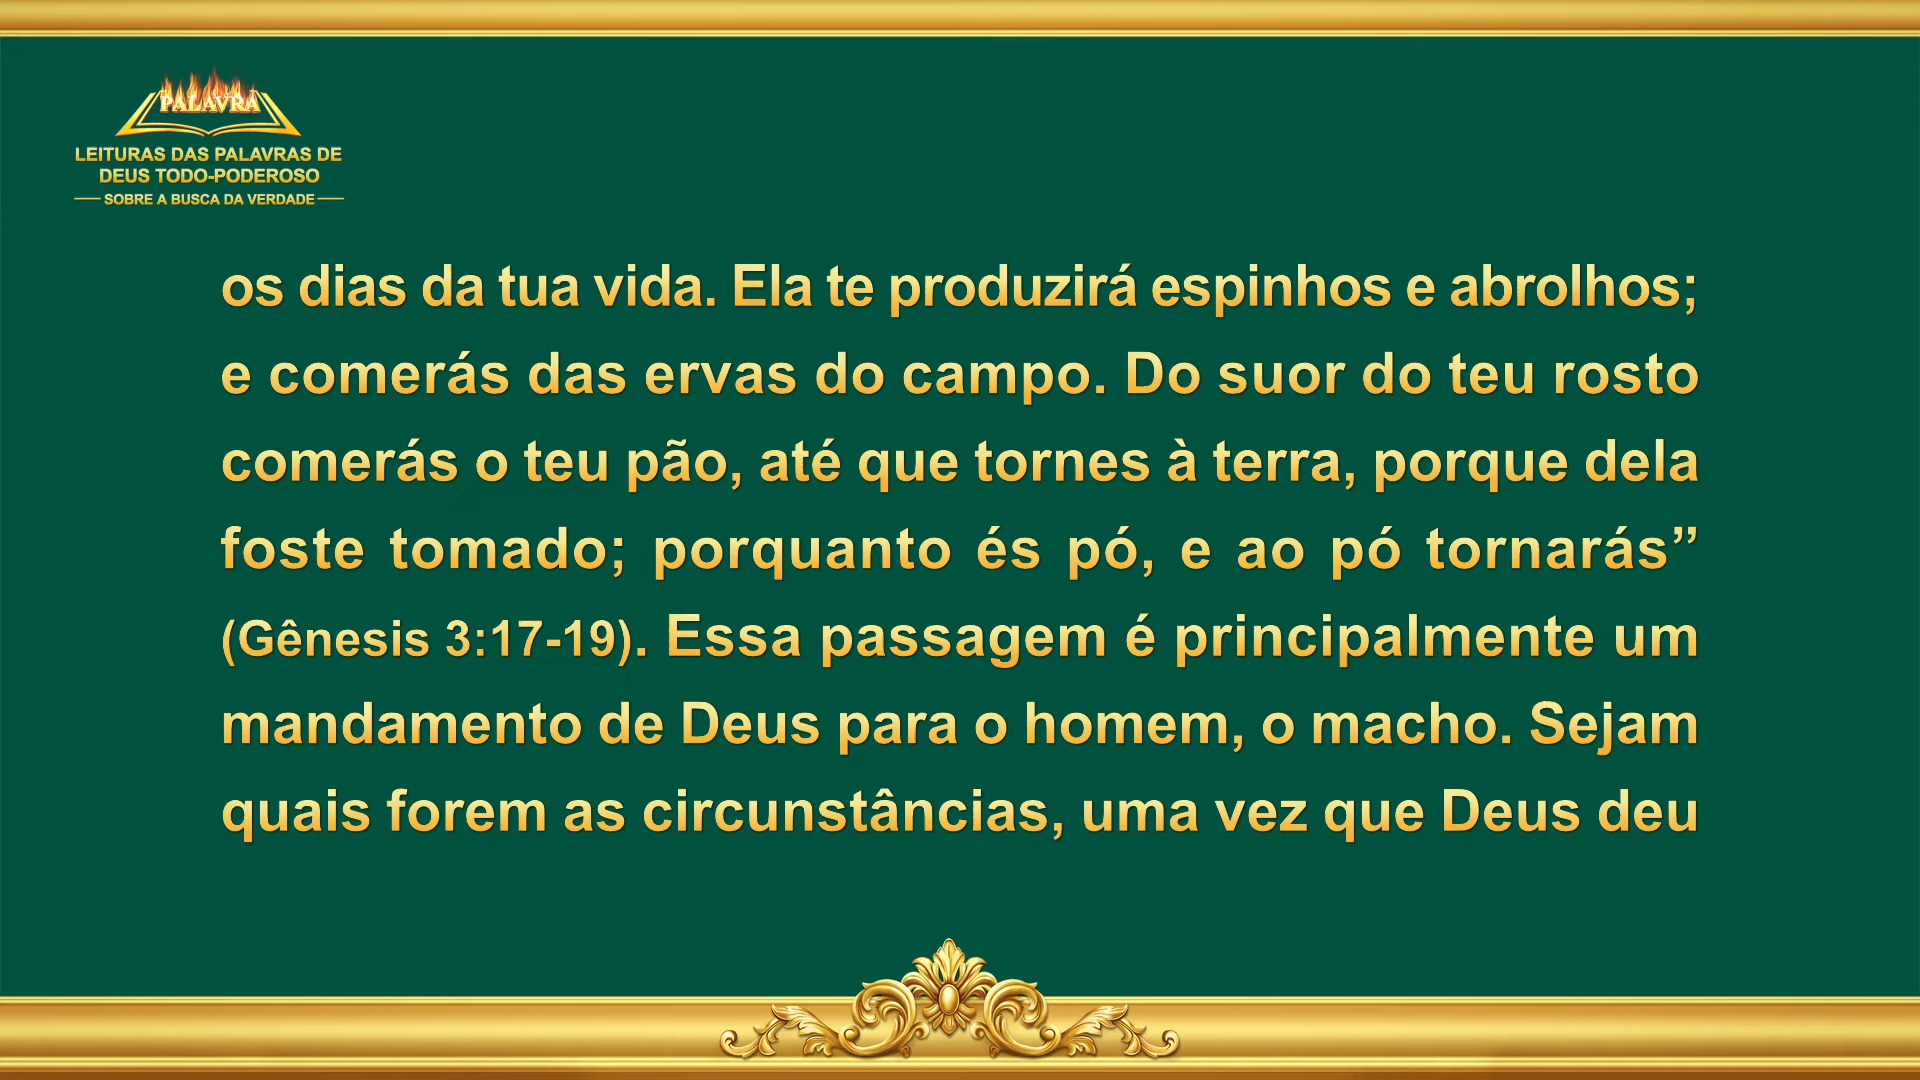 PALAVRA
LEITURAS DAS PALAVRAS DE
DEUS TODO-PODEROSO
SOBRE A BUSCA DA VERDADE
os dias da tua vida. Ela te produzirá espinhos e abrolhos;
e comerás das ervas do campo. Do suor do teu rosto
comerás o teu pão, até que tornes à terra, porque dela
foste tomado; porquanto és pó, e ao pó tornarás”
(Gênesis 3:17-19). Essa passagem é principalmente um
mandamento de Deus para o homem, o macho. Sejam
quais forem as circunstâncias, uma vez que Deus deu